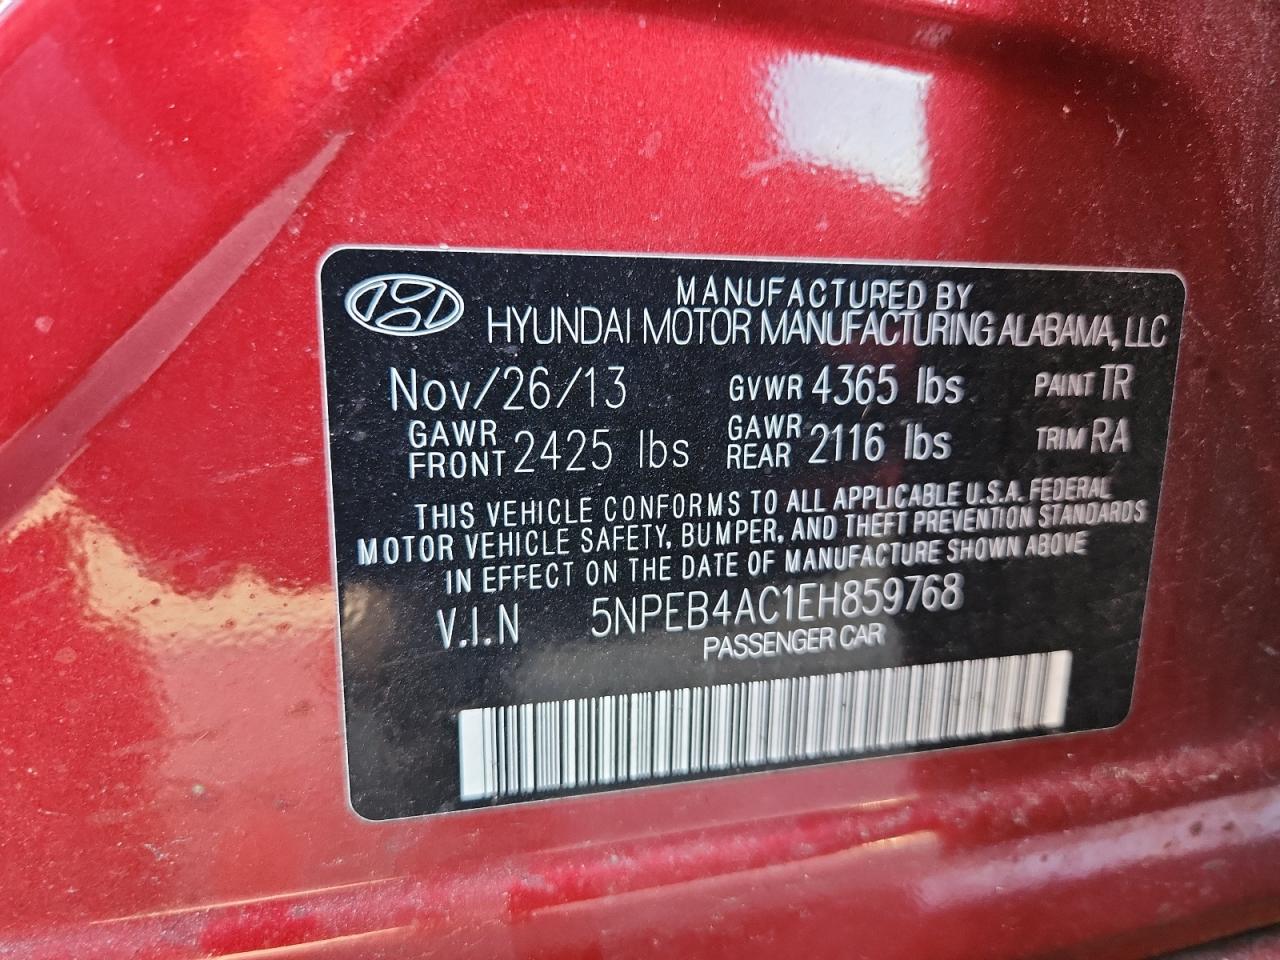 MANUFACTURED BY
HYUNDAI MOTOR MANUFACTURING ALABAMA, LLC
Nov/26/13 GVWR 4365 lbs PAINT TR
GAWR FRONT 2425 lbs GAWR REAR 2116 lbs TRIM RA
THIS VEHICLE CONFORMS TO ALL APPLICABLE U.S.A. FEDERAL
MOTOR VEHICLE SAFETY, BUMPER, AND THEFT PREVENTION STANDARDS
IN EFFECT ON THE DATE OF MANUFACTURE SHOWN ABOVE
V.I.N 5NPEB4AC1EH859768
PASSENGER CAR